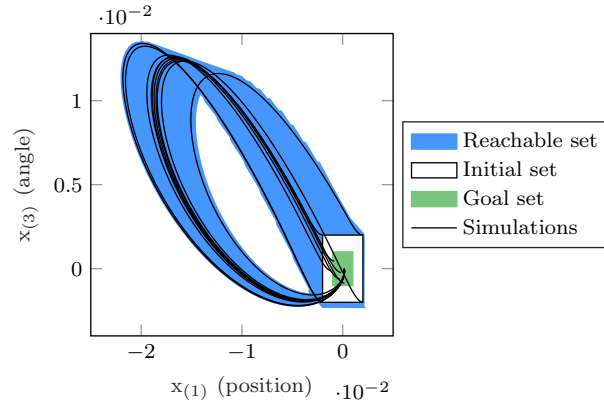 ·10⁻²
1
0.5
0
x₍₃₎ (angle)
−2
−1
0
x₍₁₎ (position)
·10⁻²
Reachable set
Initial set
Goal set
Simulations